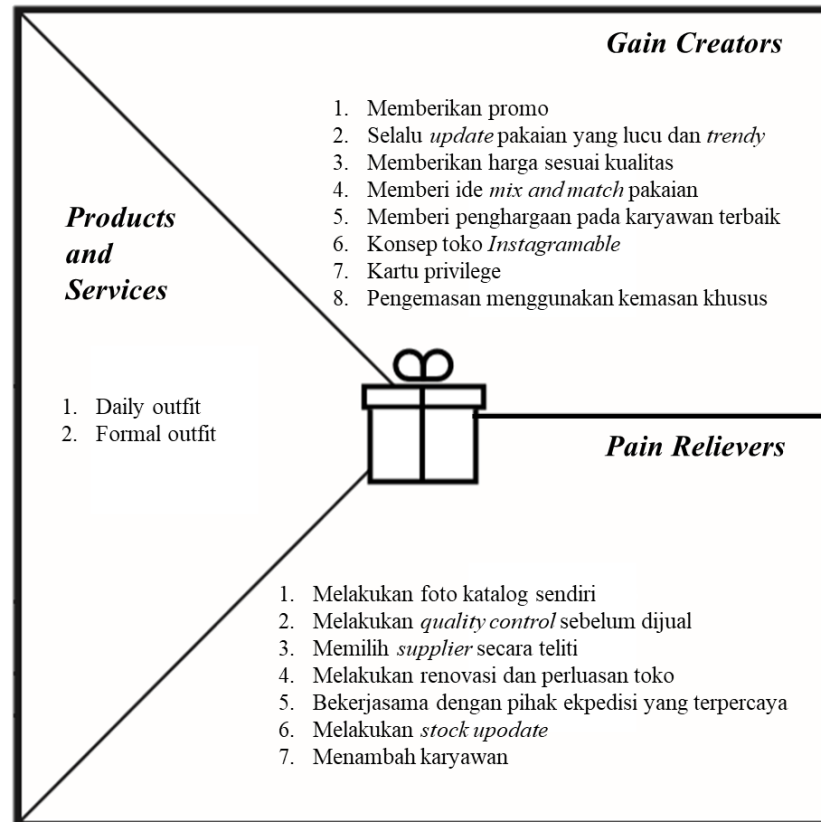 Gain Creators
1. Memberikan promo
2. Selalu update pakaian yang lucu dan trendy
3. Memberikan harga sesuai kualitas
4. Memberi ide mix and match pakaian
5. Memberi penghargaan pada karyawan terbaik
6. Konsep toko Instagramable
7. Kartu privilege
8. Pengemasan menggunakan kemasan khusus
Products
and
Services
1. Daily outfit
2. Formal outfit
Pain Relievers
1. Melakukan foto katalog sendiri
2. Melakukan quality control sebelum dijual
3. Memilih supplier secara teliti
4. Melakukan renovasi dan perluasan toko
5. Bekerjasama dengan pihak ekpedisi yang terpercaya
6. Melakukan stock upodate
7. Menambah karyawan